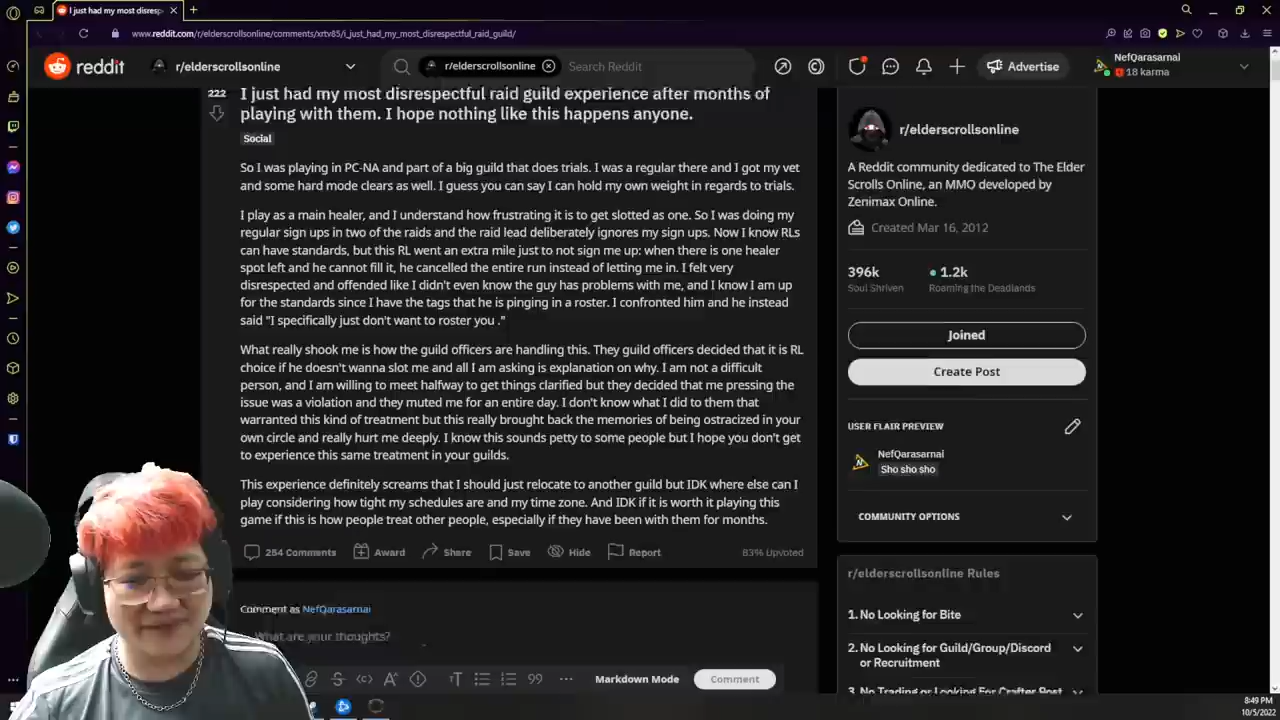 I just had my most disresp
www.reddit.com/r/elderscrollsonline/comments/xrtv85/i_just_had_my_most_disrespectful_raid_guild/
reddit
r/elderscrollsonline
r/elderscrollsonline
Search Reddit
Advertise
NefQarasarnai
18 karma
222
I just had my most disrespectful raid guild experience after months of
playing with them. I hope nothing like this happens anyone.
Social
So I was playing in PC-NA and part of a big guild that does trials. I was a regular there and I got my vet
and some hard mode clears as well. I guess you can say I can hold my own weight in regards to trials.
I play as a main healer, and I understand how frustrating it is to get slotted as one. So I was doing my
regular sign ups in two of the raids and the raid lead deliberately ignores my sign ups. Now I know RLs
can have standards, but this RL went an extra mile just to not sign me up: when there is one healer
spot left and he cannot fill it, he cancelled the entire run instead of letting me in. I felt very
disrespected and offended like I didn't even know the guy has problems with me, and I know I am up
for the standards since I have the tags that he is pinging in a roster. I confronted him and he instead
said "I specifically just don't want to roster you ."
What really shook me is how the guild officers are handling this. They guild officers decided that it is RL
choice if he doesn't wanna slot me and all I am asking is explanation on why. I am not a difficult
person, and I am willing to meet halfway to get things clarified but they decided that me pressing the
issue was a violation and they muted me for an entire day. I don't know what I did to them that
warranted this kind of treatment but this really brought back the memories of being ostracized in your
own circle and really hurt me deeply. I know this sounds petty to some people but I hope you don't get
to experience this same treatment in your guilds.
This experience definitely screams that I should just relocate to another guild but IDK where else can I
play considering how tight my schedules are and my time zone. And IDK if it is worth it playing this
game if this is how people treat other people, especially if they have been with them for months.
254 Comments
Award
Share
Save
Hide
Report
83% Upvoted
Comment as NefQarasarnai
What are your thoughts?
Markdown Mode
Comment
r/elderscrollsonline
A Reddit community dedicated to The Elder
Scrolls Online, an MMO developed by
Zenimax Online.
Created Mar 16, 2012
396k
1.2k
Soul Shriven
Roaming the Deadlands
Joined
Create Post
USER FLAIR PREVIEW
NefQarasarnai
Sho sho sho
COMMUNITY OPTIONS
r/elderscrollsonline Rules
1. No Looking for Bite
2. No Looking for Guild/Group/Discord
or Recruitment
3. No Trading or Looking For Crafter Post
8:49 PM
10/5/2022